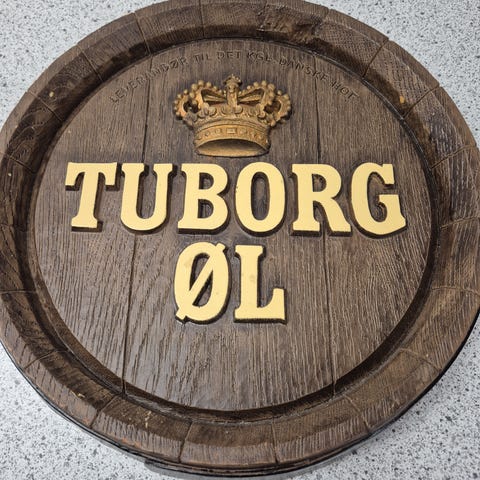 LEVERANDØR TIL DET KGL. DANSKE HOF
TUBORG
ØL